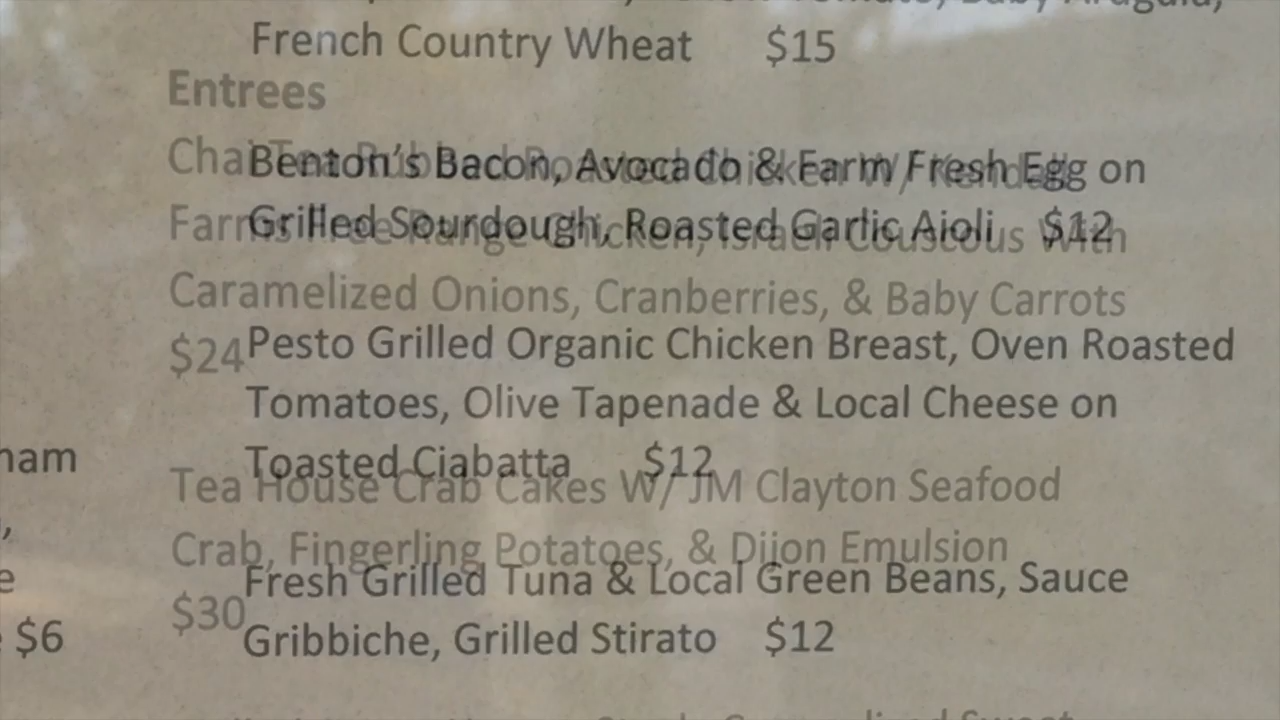 French Country Wheat $15
Entrees
Benton's Bacon, Avocado & Farm Fresh Egg on
Grilled Sourdough, Roasted Garlic Aioli $12
Caramelized Onions, Cranberries, & Baby Carrots
$24
Pesto Grilled Organic Chicken Breast, Oven Roasted
Tomatoes, Olive Tapenade & Local Cheese on
Toasted Ciabatta $12
Tea House Crab Cakes W/ JM Clayton Seafood
Crab, Fingerling Potatoes, & Dijon Emulsion
$30
Fresh Grilled Tuna & Local Green Beans, Sauce
Gribbiche, Grilled Stirato $12
$6